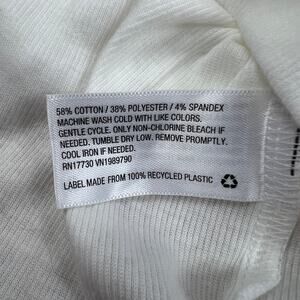 58% COTTON / 38% POLYESTER / 4% SPANDEX
MACHINE WASH COLD WITH LIKE COLORS.
GENTLE CYCLE. ONLY NON-CHLORINE BLEACH IF
NEEDED. TUMBLE DRY LOW. REMOVE PROMPTLY.
COOL IRON IF NEEDED.
RN17730 VN1989790
LABEL MADE FROM 100% RECYCLED PLASTIC